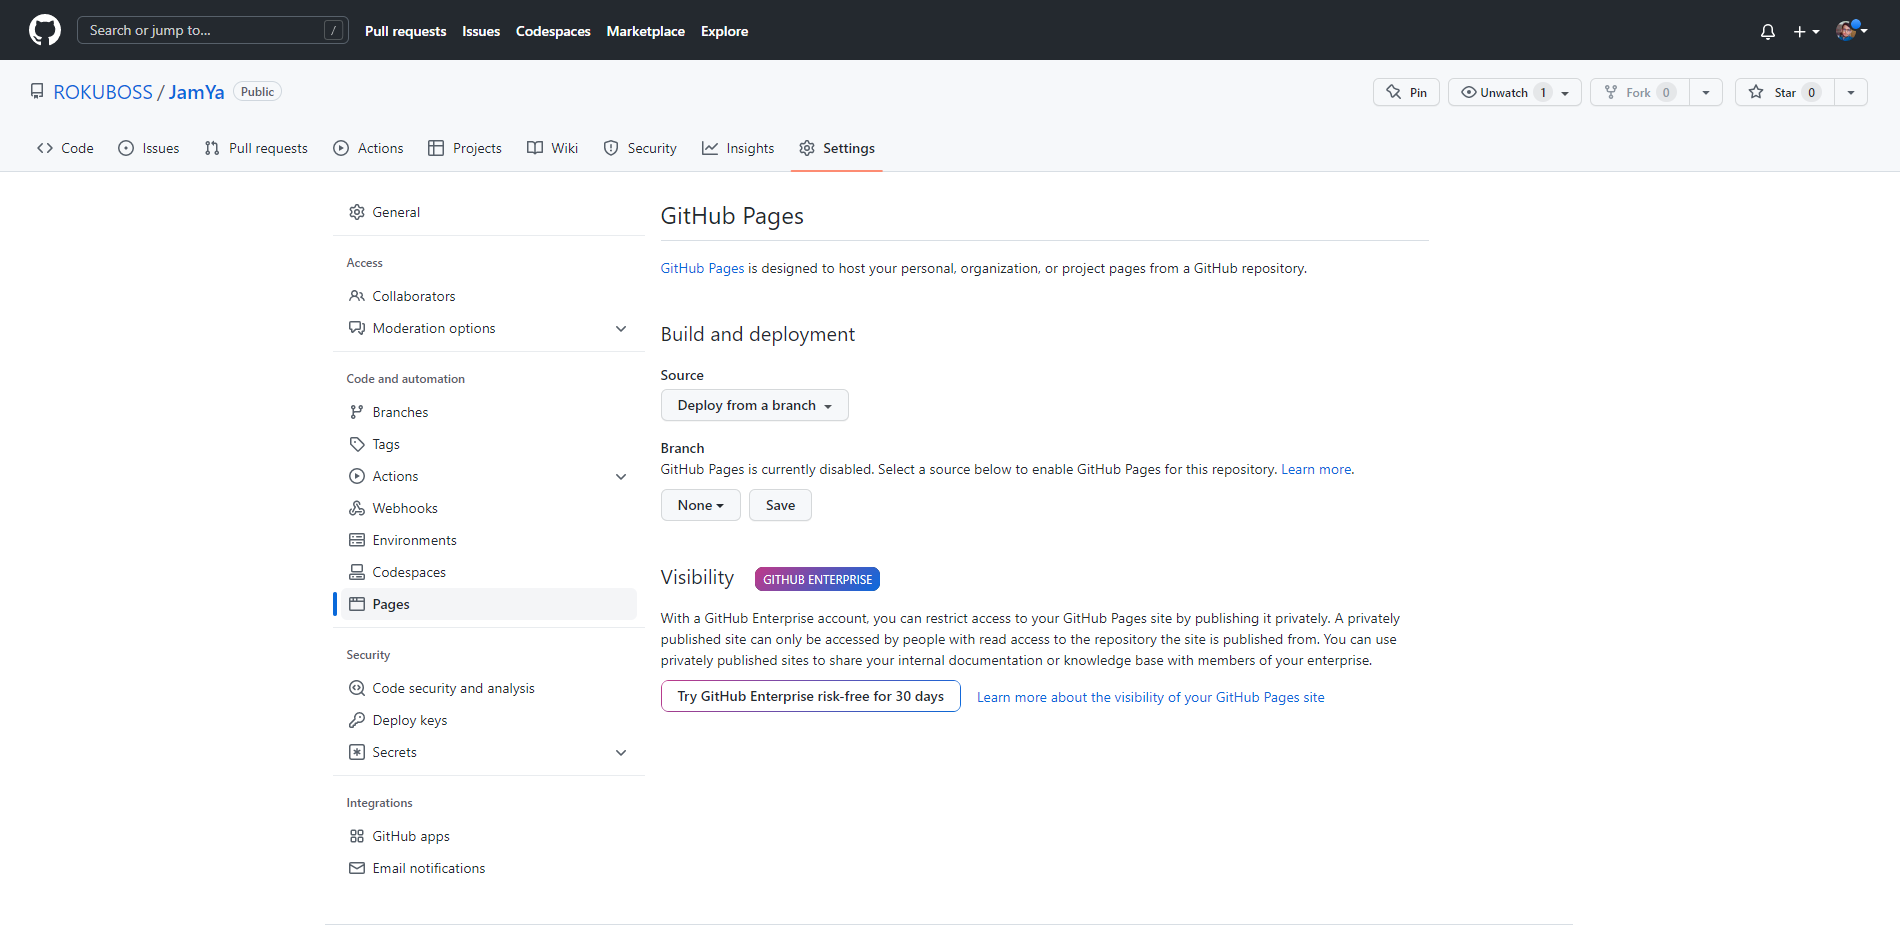 Search or jump to... /
Pull requests Issues Codespaces Marketplace Explore
ROKUBOSS / JamYa Public
Pin Unwatch 1 Fork 0 Star 0
Code Issues Pull requests Actions Projects Wiki Security Insights Settings
General
Access
Collaborators
Moderation options
Code and automation
Branches
Tags
Actions
Webhooks
Environments
Codespaces
Pages
Security
Code security and analysis
Deploy keys
Secrets
Integrations
GitHub apps
Email notifications
GitHub Pages
GitHub Pages is designed to host your personal, organization, or project pages from a GitHub repository.
Build and deployment
Source
Deploy from a branch
Branch
GitHub Pages is currently disabled. Select a source below to enable GitHub Pages for this repository. Learn more.
None Save
Visibility GITHUB ENTERPRISE
With a GitHub Enterprise account, you can restrict access to your GitHub Pages site by publishing it privately. A privately
published site can only be accessed by people with read access to the repository the site is published from. You can use
privately published sites to share your internal documentation or knowledge base with members of your enterprise.
Try GitHub Enterprise risk-free for 30 days Learn more about the visibility of your GitHub Pages site